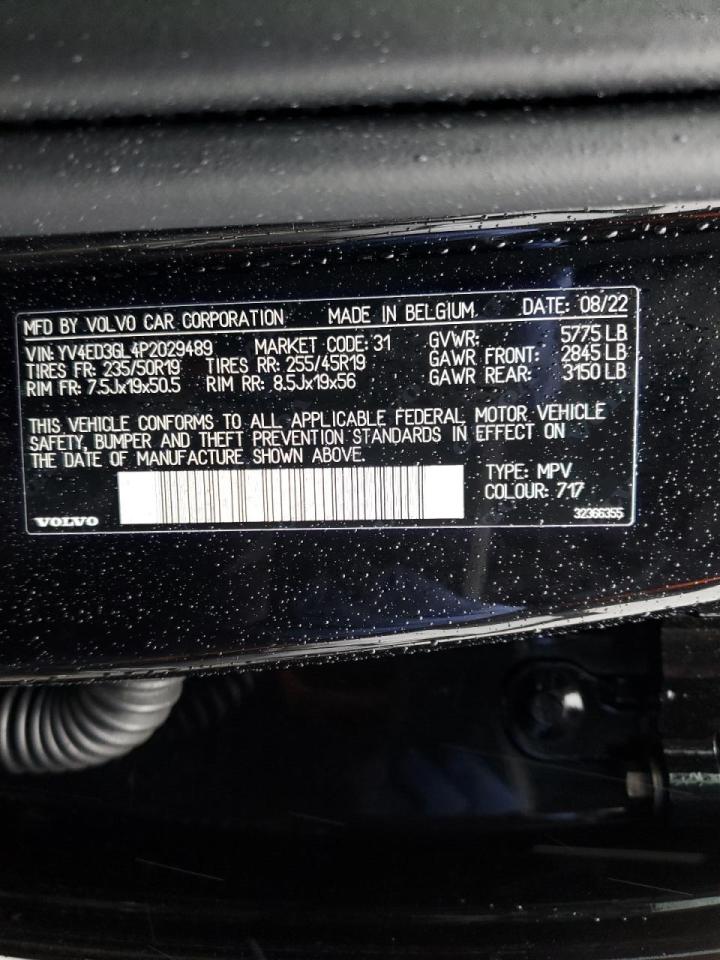 MFD BY VOLVO CAR CORPORATION MADE IN BELGIUM DATE: 08/22
VIN: YV4ED3GL4P2029489 MARKET CODE: 31 GVWR: 5775 LB
TIRES FR: 235/50R19 TIRES RR: 255/45R19 GAWR FRONT: 2845 LB
RIM FR: 7.5Jx19x50.5 RIM RR: 8.5Jx19x56 GAWR REAR: 3150 LB
THIS VEHICLE CONFORMS TO ALL APPLICABLE FEDERAL MOTOR VEHICLE
SAFETY, BUMPER AND THEFT PREVENTION STANDARDS IN EFFECT ON
THE DATE OF MANUFACTURE SHOWN ABOVE.
TYPE: MPV
COLOUR: 717
VOLVO 32366355